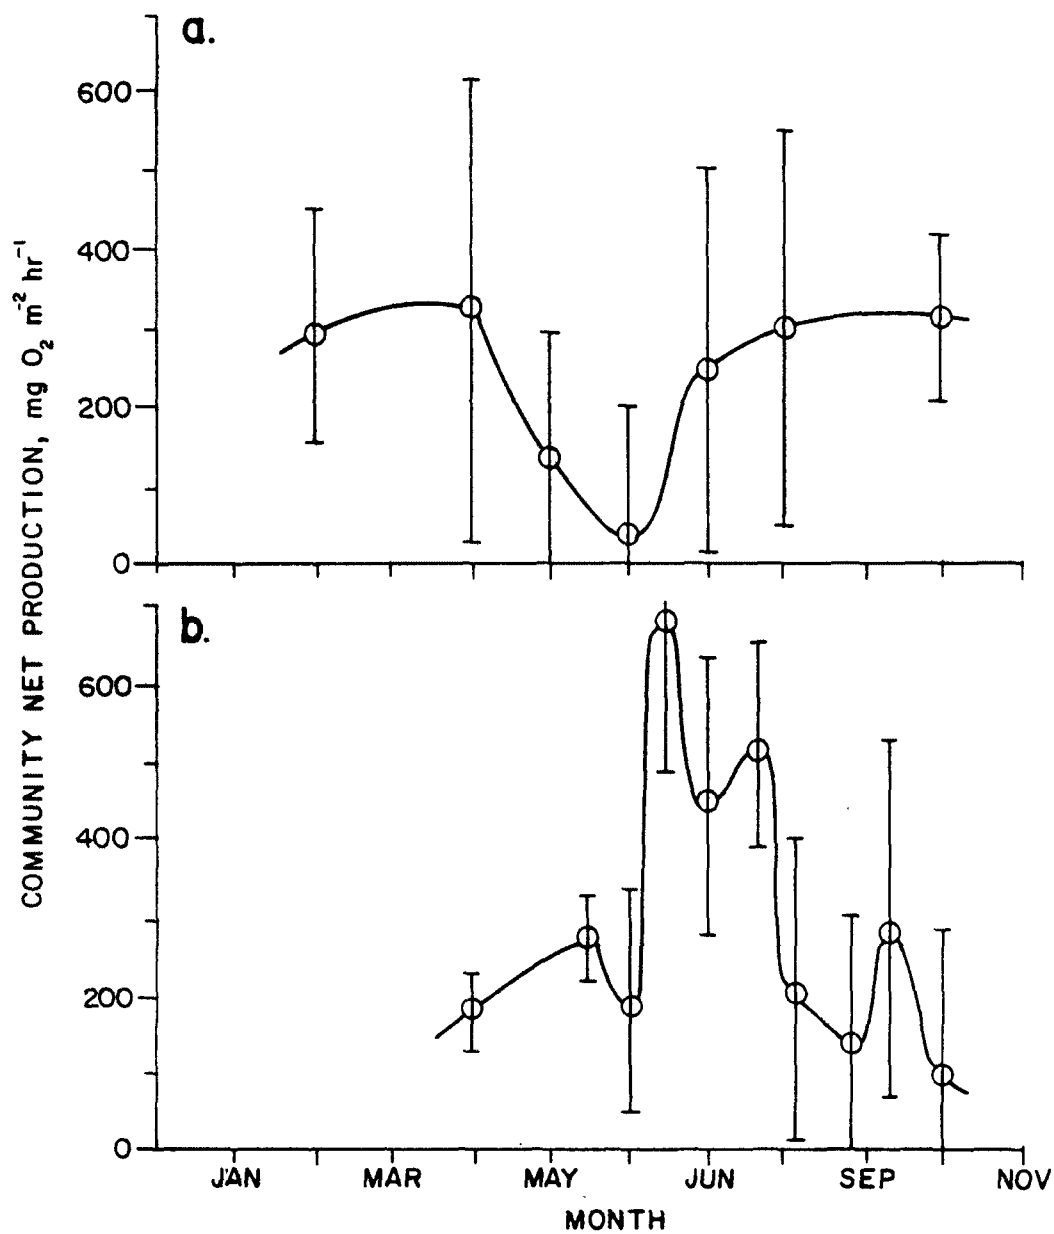 a.
600
400
200
0
COMMUNITY NET PRODUCTION, mg O₂ m⁻² hr⁻¹
b.
600
400
200
0
JAN MAR MAY JUN SEP NOV
MONTH